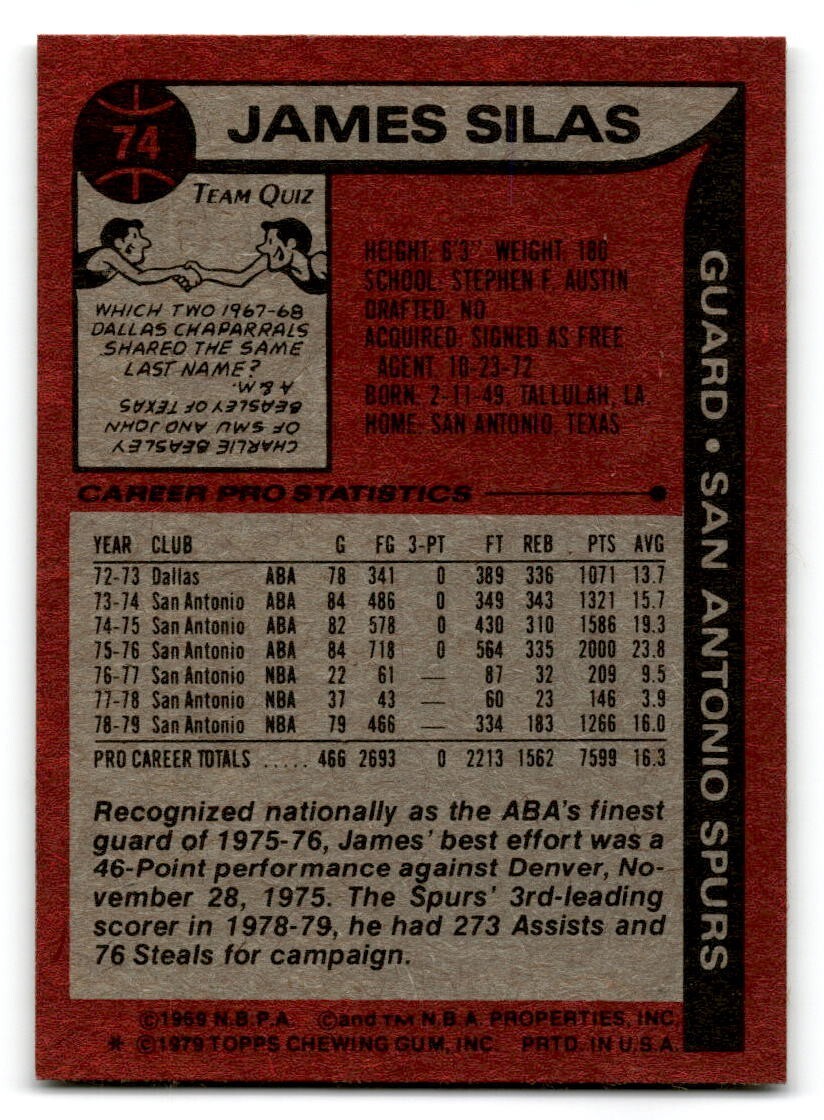 74
JAMES SILAS
TEAM QUIZ
WHICH TWO 1967-68
DALLAS CHAPARRALS
SHARED THE SAME
LAST NAME?
CHARLIE BEASLEY
OF SMU AND JOHN
BEASLEY OF TEXAS
A & M.
HEIGHT: 6'3" WEIGHT: 180
SCHOOL: STEPHEN F. AUSTIN
DRAFTED: NO
ACQUIRED: SIGNED AS FREE
AGENT, 10-23-72
BORN: 2-11-49, TALLULAH, LA.
HOME: SAN ANTONIO, TEXAS
GUARD • SAN ANTONIO SPURS
CAREER PRO STATISTICS
YEAR CLUB G FG 3-PT FT REB PTS AVG
72-73 Dallas ABA 78 341 0 389 336 1071 13.7
73-74 San Antonio ABA 84 486 0 349 343 1321 15.7
74-75 San Antonio ABA 82 578 0 430 310 1586 19.3
75-76 San Antonio ABA 84 718 0 564 335 2000 23.8
76-77 San Antonio NBA 22 61 — 87 32 209 9.5
77-78 San Antonio NBA 37 43 — 60 23 146 3.9
78-79 San Antonio NBA 79 466 — 334 183 1266 16.0
PRO CAREER TOTALS ..... 466 2693 0 2213 1562 7599 16.3
Recognized nationally as the ABA's finest
guard of 1975-76, James' best effort was a
46-Point performance against Denver, No-
vember 28, 1975. The Spurs' 3rd-leading
scorer in 1978-79, he had 273 Assists and
76 Steals for campaign.
©1969 N.B.P.A. ©and TM N.B.A. PROPERTIES, INC.
* ©1979 TOPPS CHEWING GUM, INC. PRTD. IN U.S.A.